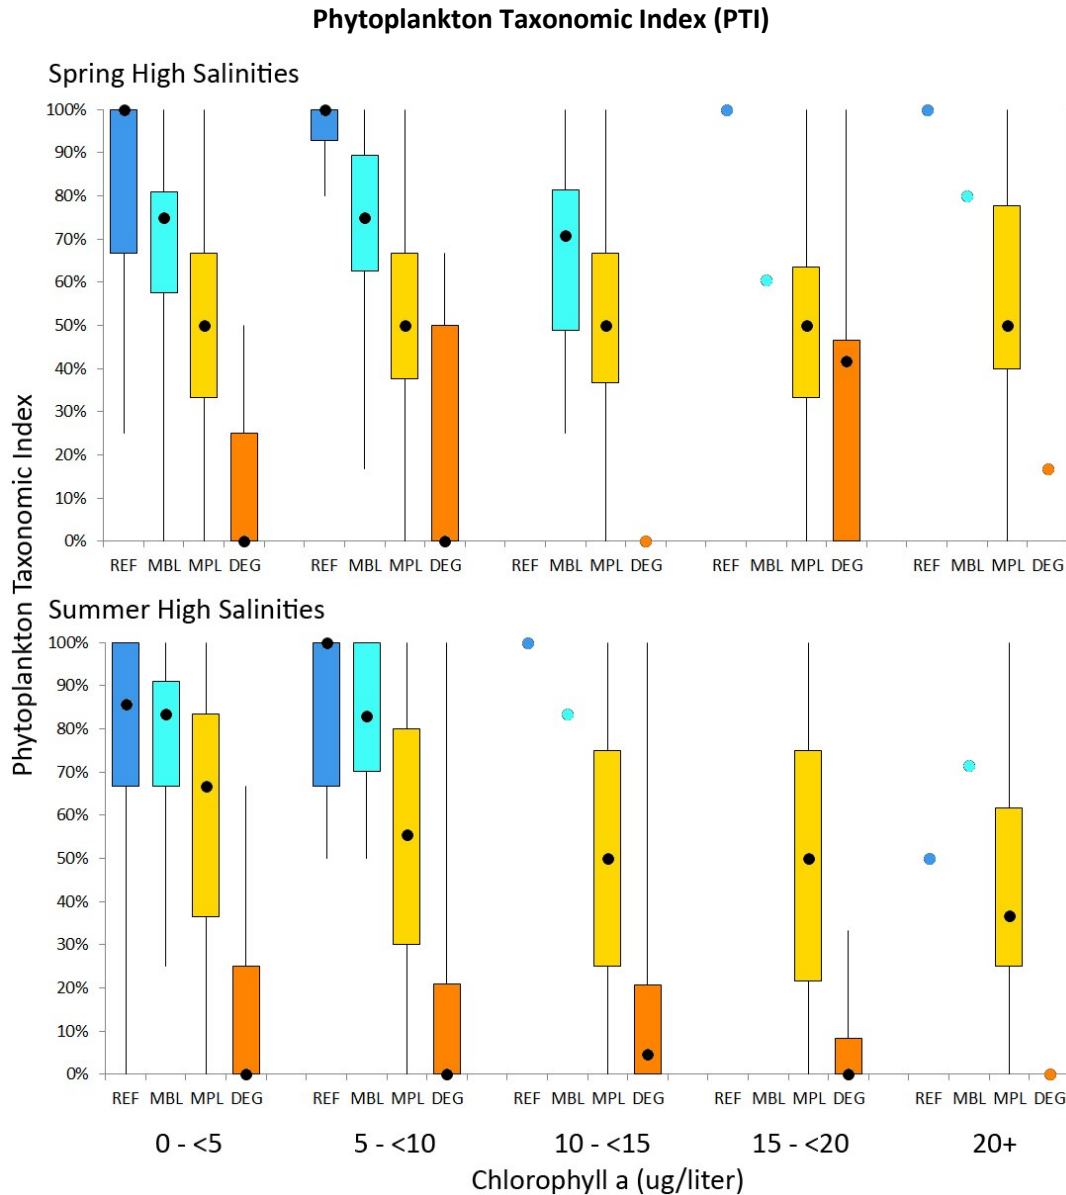 Phytoplankton Taxonomic Index (PTI)
Spring High Salinities
100%
90%
80%
70%
60%
50%
40%
30%
20%
10%
0%
REF MBL MPL DEG REF MBL MPL DEG REF MBL MPL DEG REF MBL MPL DEG REF MBL MPL DEG
Phytoplankton Taxonomic Index
Summer High Salinities
100%
90%
80%
70%
60%
50%
40%
30%
20%
10%
0%
REF MBL MPL DEG REF MBL MPL DEG REF MBL MPL DEG REF MBL MPL DEG REF MBL MPL DEG
0 - <5 5 - <10 10 - <15 15 - <20 20+
Chlorophyll a (ug/liter)